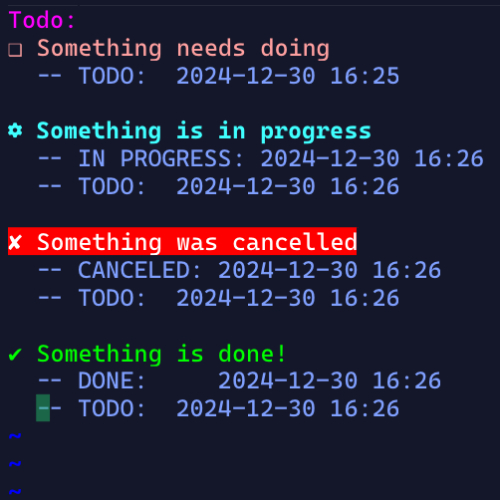 Todo:
❏ Something needs doing
-- TODO:  2024-12-30 16:25
✡ Something is in progress
-- IN PROGRESS: 2024-12-30 16:26
-- TODO:  2024-12-30 16:26
✘ Something was cancelled
-- CANCELED: 2024-12-30 16:26
-- TODO:  2024-12-30 16:26
✔ Something is done!
-- DONE:     2024-12-30 16:26
-- TODO:  2024-12-30 16:26
~
~
~